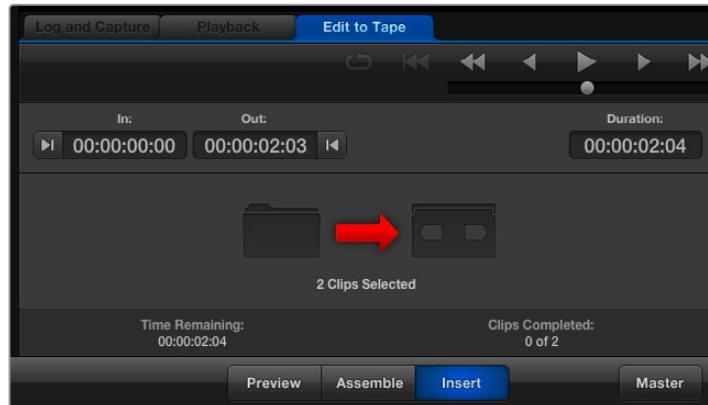 Log and Capture Playback Edit to Tape
In: Out: Duration:
00:00:00:00 00:00:02:03 00:00:02:04
2 Clips Selected
Time Remaining: Clips Completed:
00:00:02:04 0 of 2
Preview Assemble Insert Master